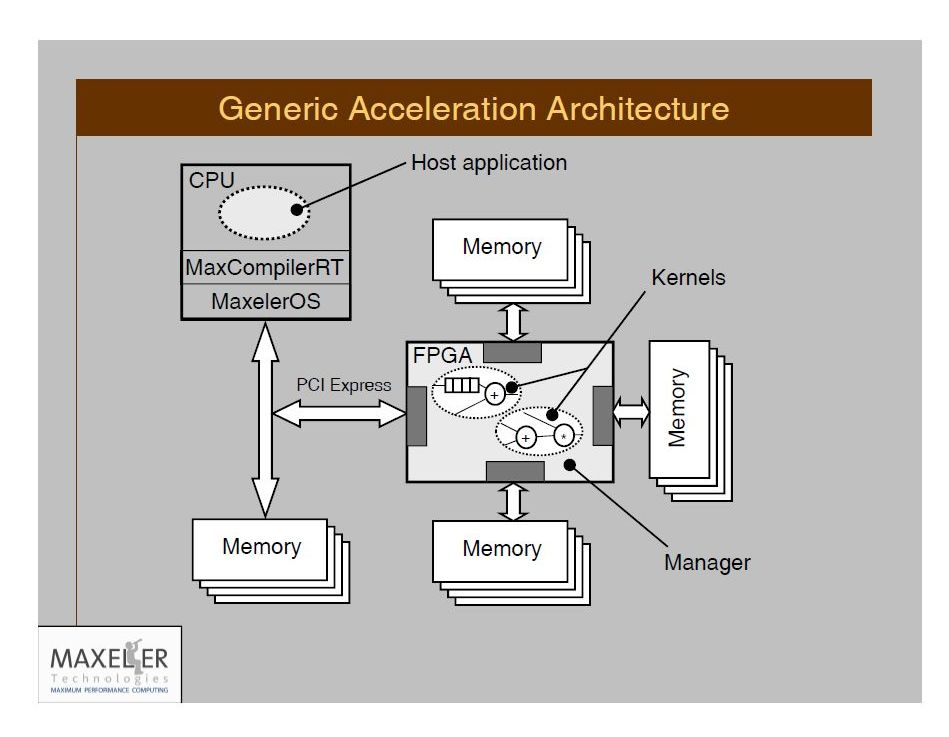 Generic Acceleration Architecture
Host application
CPU
MaxCompilerRT
MaxelerOS
Memory
Kernels
FPGA
PCI Express
+
+
*
Memory
Memory
Memory
Manager
MAXELER
Technologies
MAXIMUM PERFORMANCE COMPUTING